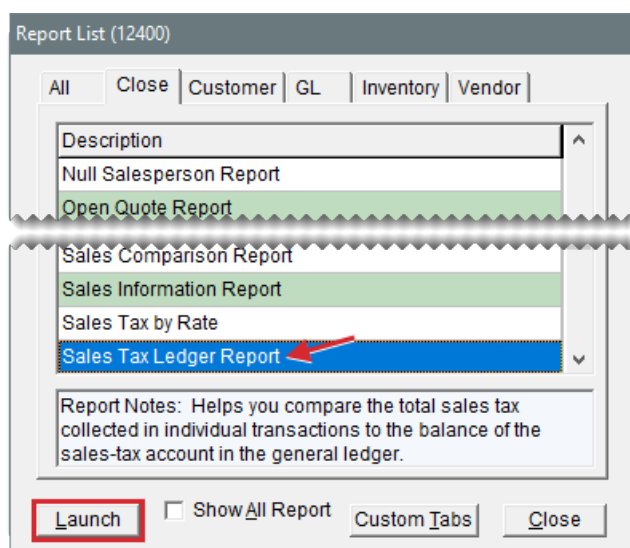 Report List (12400)
All Close Customer GL Inventory Vendor
Description
Null Salesperson Report
Open Quote Report
Sales Comparison Report
Sales Information Report
Sales Tax by Rate
Sales Tax Ledger Report
Report Notes: Helps you compare the total sales tax
collected in individual transactions to the balance of the
sales-tax account in the general ledger.
Launch Show All Report Custom Tabs Close